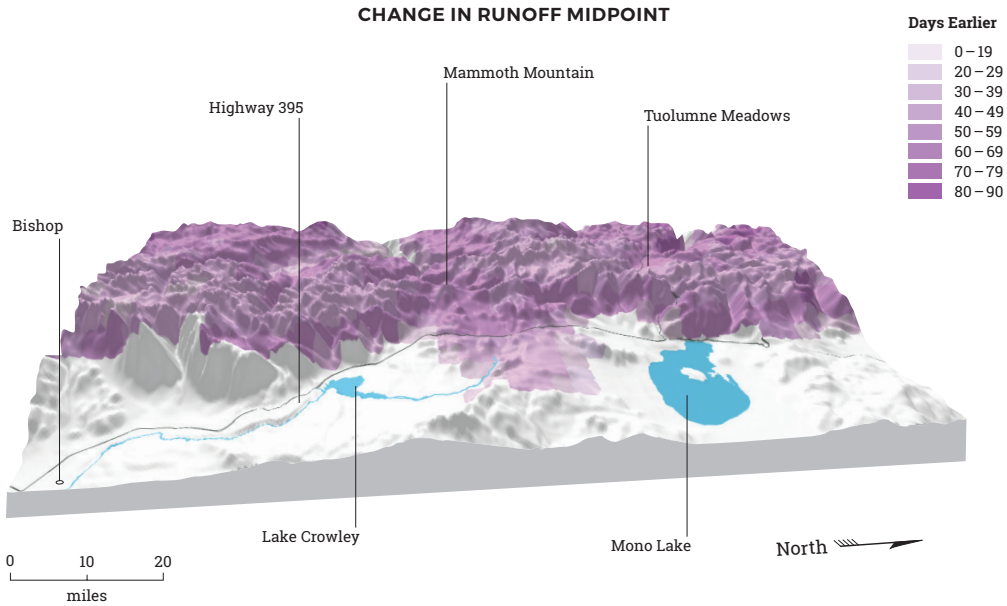 CHANGE IN RUNOFF MIDPOINT
Days Earlier
0 – 19
20 – 29
30 – 39
40 – 49
50 – 59
60 – 69
70 – 79
80 – 90
Mammoth Mountain
Highway 395
Tuolumne Meadows
Bishop
Lake Crowley
Mono Lake
North
0 10 20
miles